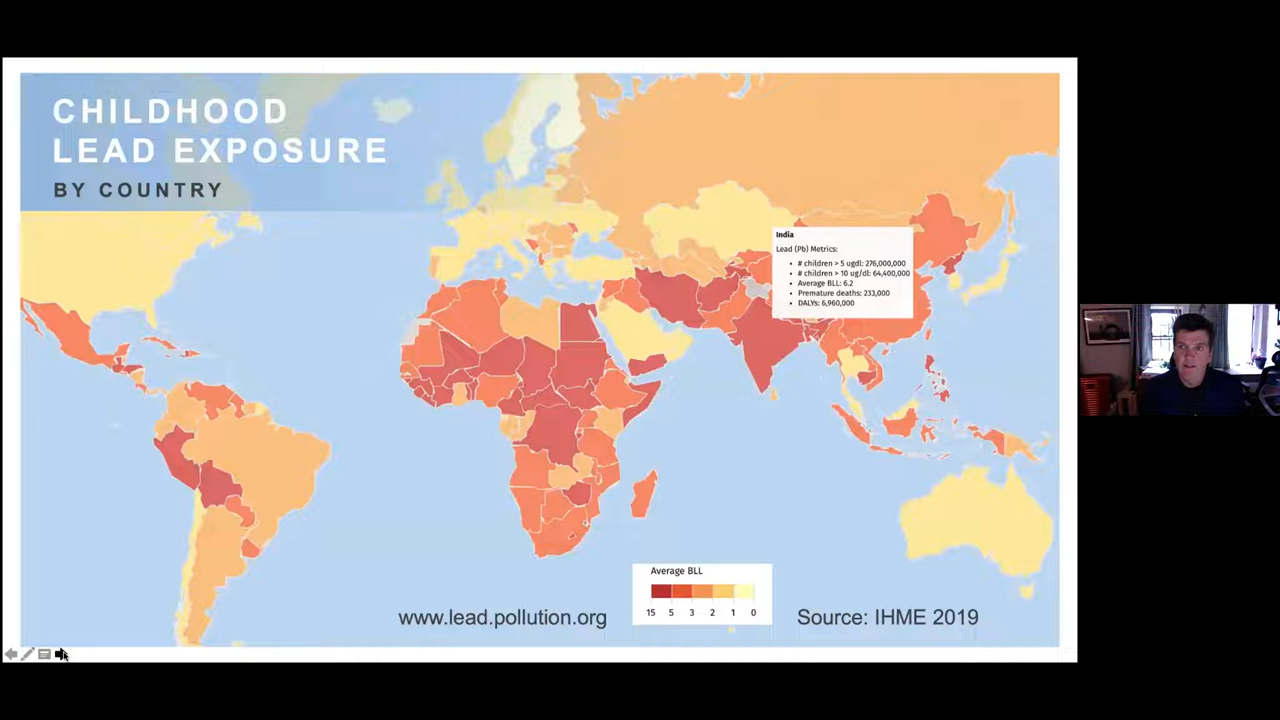 CHILDHOOD
LEAD EXPOSURE
BY COUNTRY
India
Lead (Pb) Metrics:
• # children > 5 ugdl: 276,000,000
• # children > 10 ug/dl: 64,400,000
• Average BLL: 6.2
• Premature deaths: 233,000
• DALYs: 6,960,000
Average BLL
15 5 3 2 1 0
www.lead.pollution.org
Source: IHME 2019